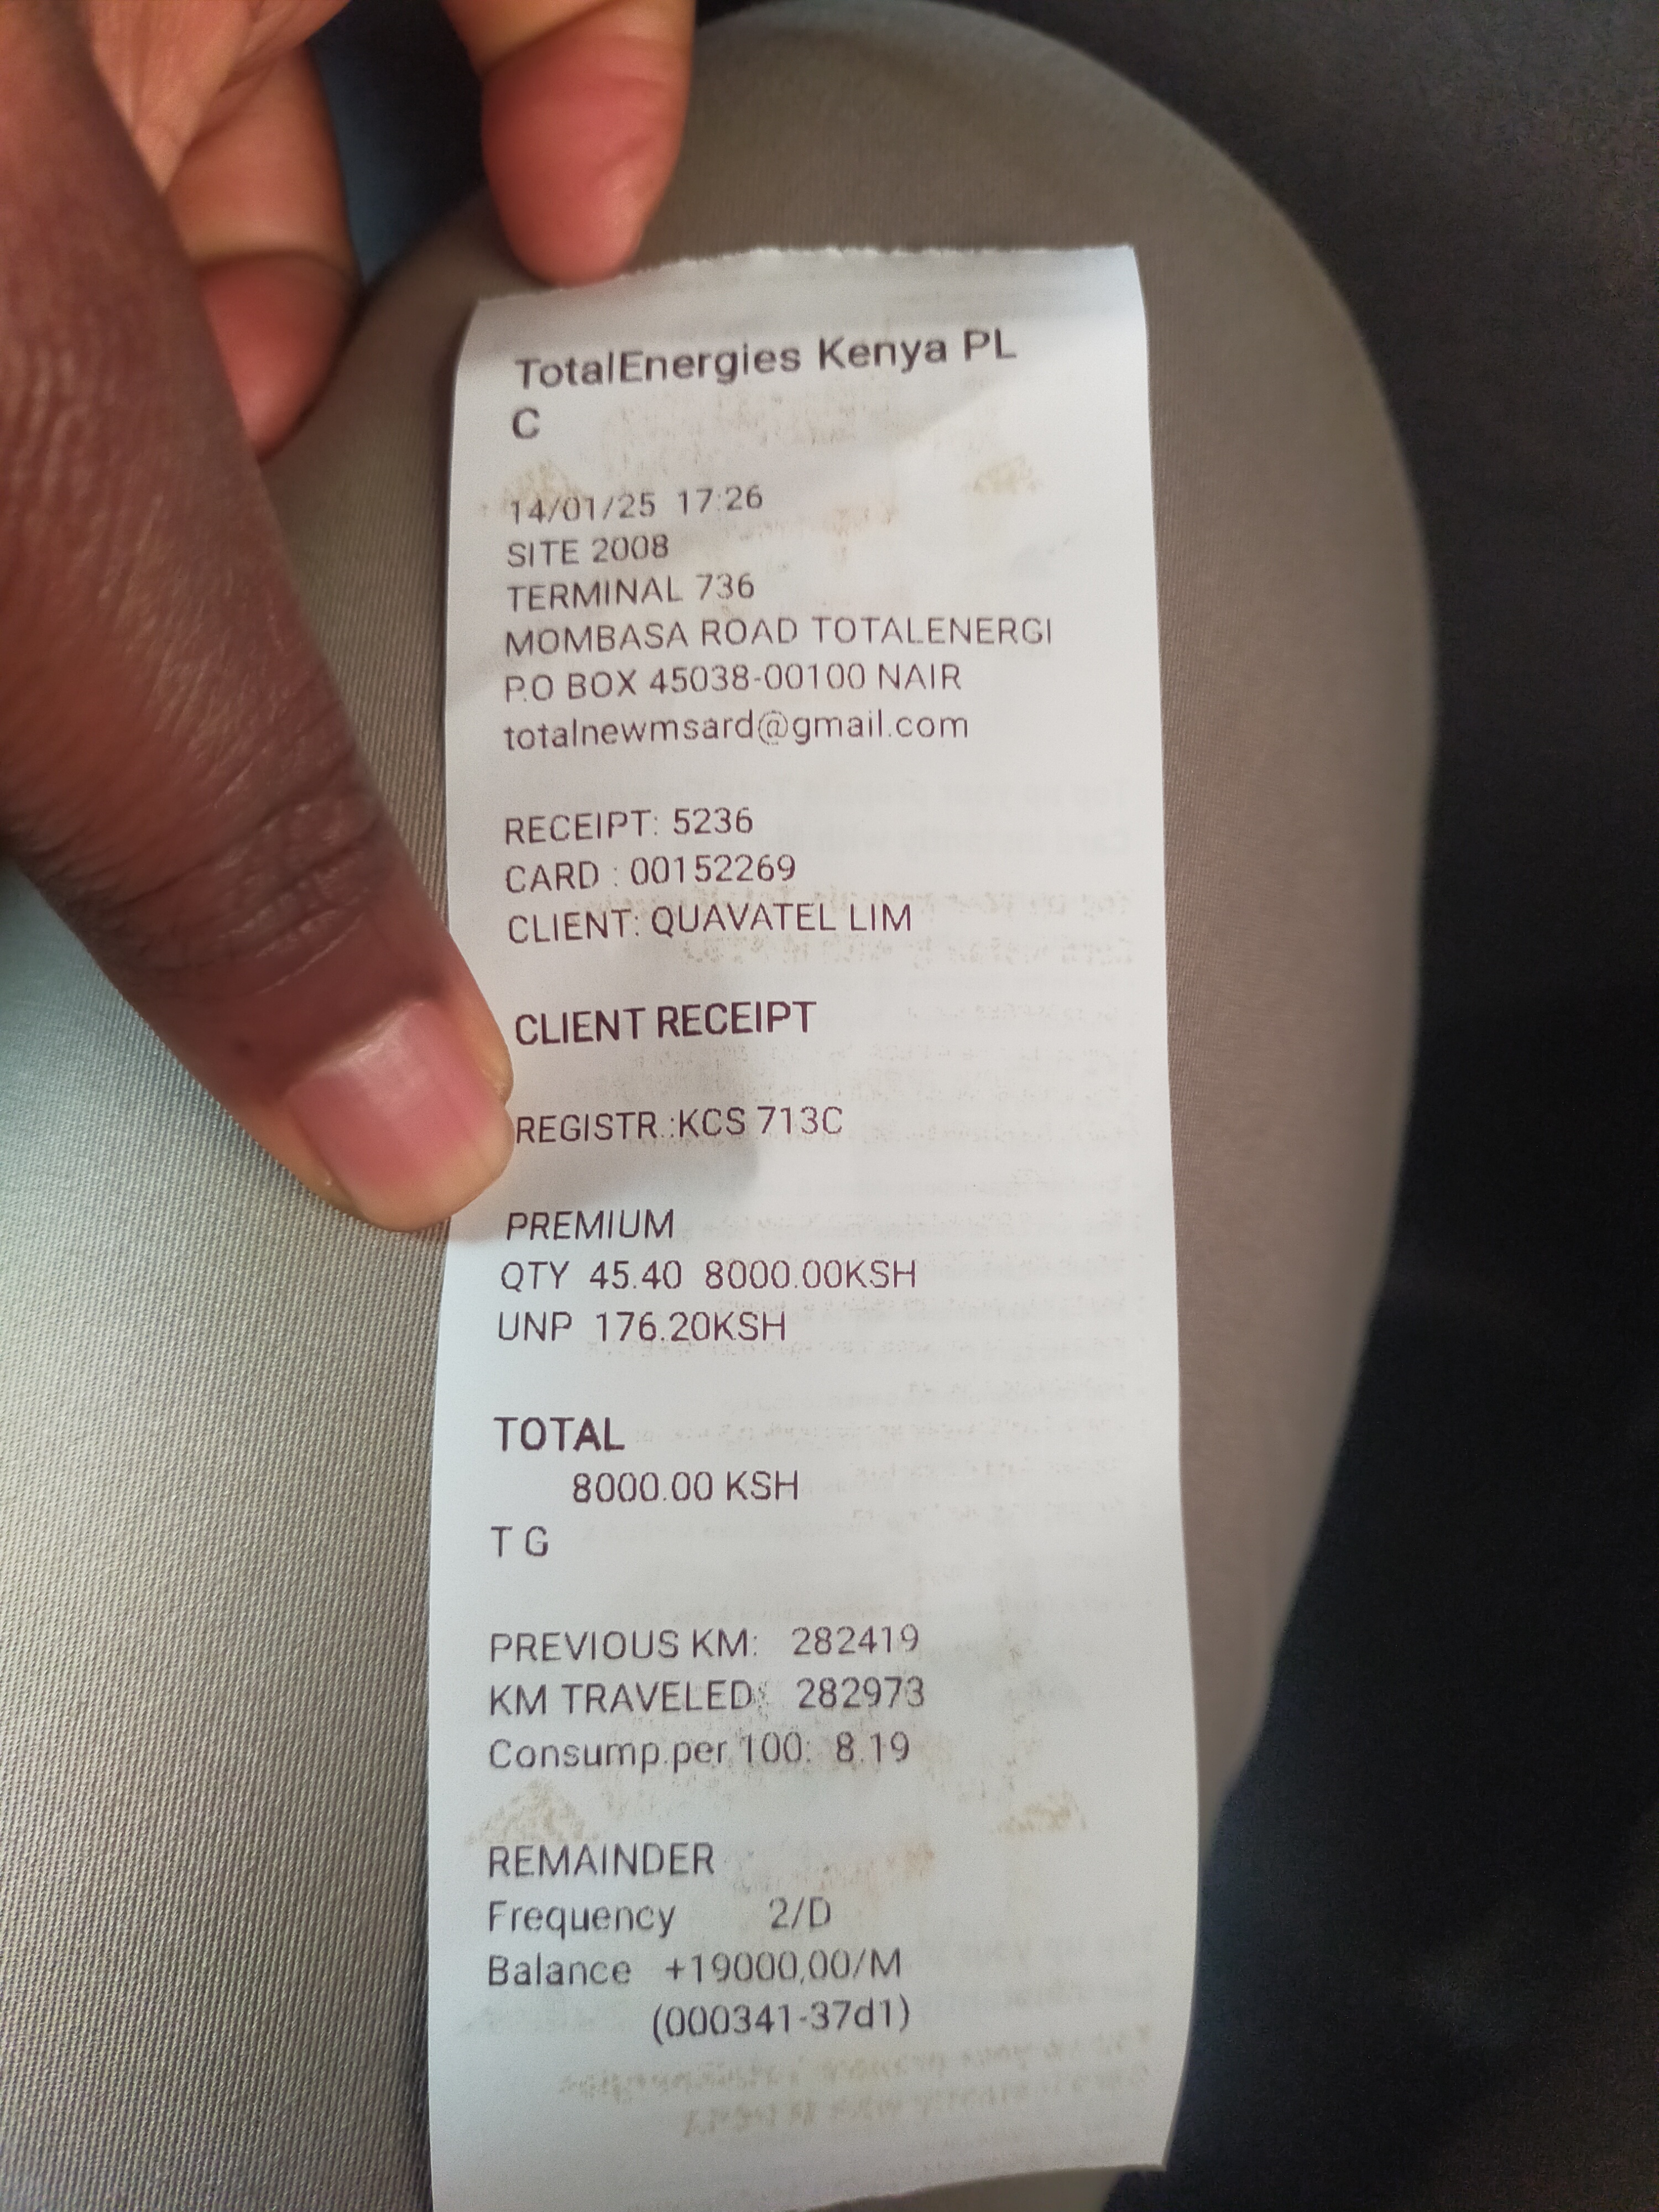 TotalEnergies Kenya PL
C
14/01/25 17:26
SITE 2008
TERMINAL 736
MOMBASA ROAD TOTALENERGI
P.O BOX 45038-00100 NAIR
totalnewmsard@gmail.com
RECEIPT: 5236
CARD : 00152269
CLIENT: QUAVATEL LIM
CLIENT RECEIPT
REGISTR.:KCS 713C
PREMIUM
QTY 45.40 8000.00KSH
UNP 176.20KSH
TOTAL
8000.00 KSH
T G
PREVIOUS KM: 282419
KM TRAVELED: 282973
Consump.per 100: 8.19
REMAINDER
Frequency 2/D
Balance +19000,00/M
(000341-37d1)